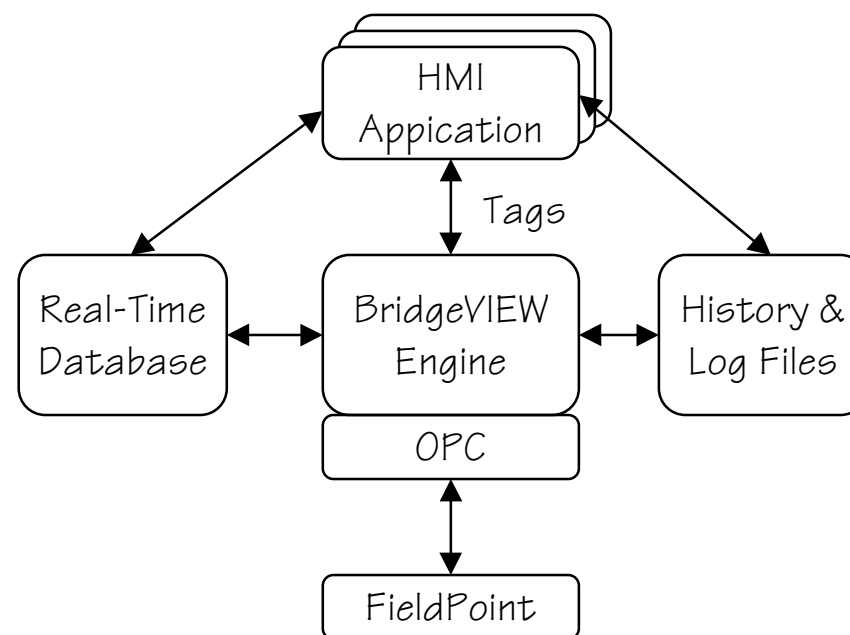 HMI
Appication
Tags
Real-Time
Database
BridgeVIEW
Engine
History &
Log Files
OPC
FieldPoint